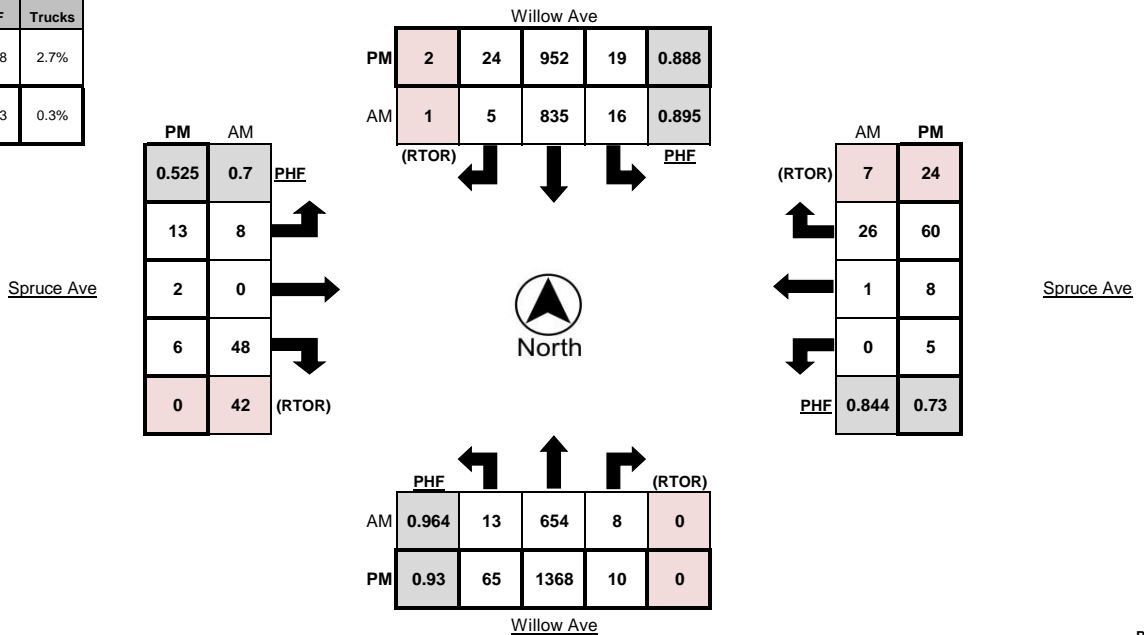 Trucks
8 2.7%
3 0.3%
Willow Ave
PM 2 24 952 19 0.888
AM 1 5 835 16 0.895
(RTOR) PHF
PM AM
0.525 0.7 PHF
13 8
2 0
6 48
0 42 (RTOR)
Spruce Ave
North
AM PM
(RTOR) 7 24
26 60
1 8
0 5
PHF 0.844 0.73
Spruce Ave
PHF (RTOR)
AM 0.964 13 654 8 0
PM 0.93 65 1368 10 0
Willow Ave